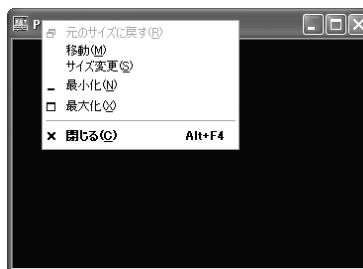 P
元のサイズに戻す(R)
移動(M)
サイズ変更(S)
最小化(N)
最大化(X)
閉じる(C) Alt+F4